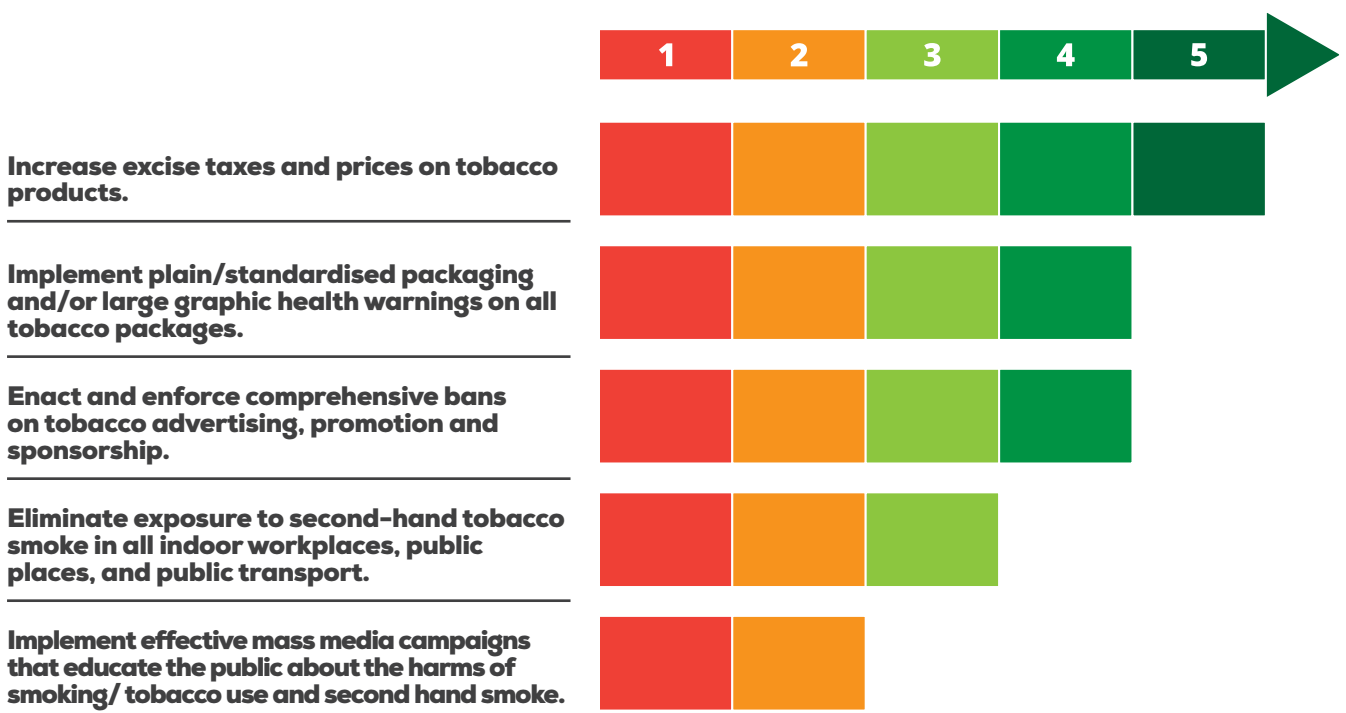 1 2 3 4 5
Increase excise taxes and prices on tobacco
products.
Implement plain/standardised packaging
and/or large graphic health warnings on all
tobacco packages.
Enact and enforce comprehensive bans
on tobacco advertising, promotion and
sponsorship.
Eliminate exposure to second-hand tobacco
smoke in all indoor workplaces, public
places, and public transport.
Implement effective mass media campaigns
that educate the public about the harms of
smoking/ tobacco use and second hand smoke.